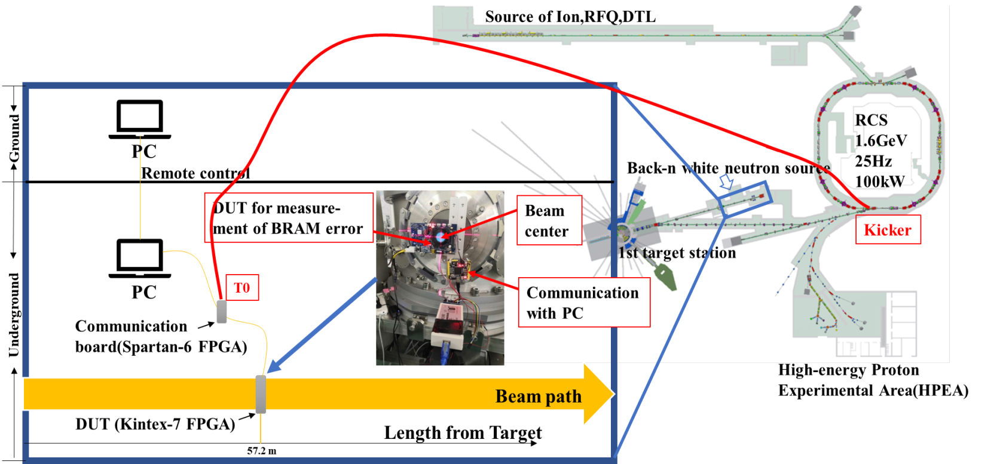 Source of Ion,RFQ,DTL
RCS
1.6GeV
25Hz
100kW
Ground
PC
Remote control
Back-n white neutron source
DUT for measure-
ment of BRAM error
Beam
center
Kicker
1st target station
PC
T0
Communication
with PC
Underground
Communication
board(Spartan-6 FPGA)
High-energy Proton
Experimental Area(HPEA)
Beam path
DUT (Kintex-7 FPGA)
Length from Target
57.2 m